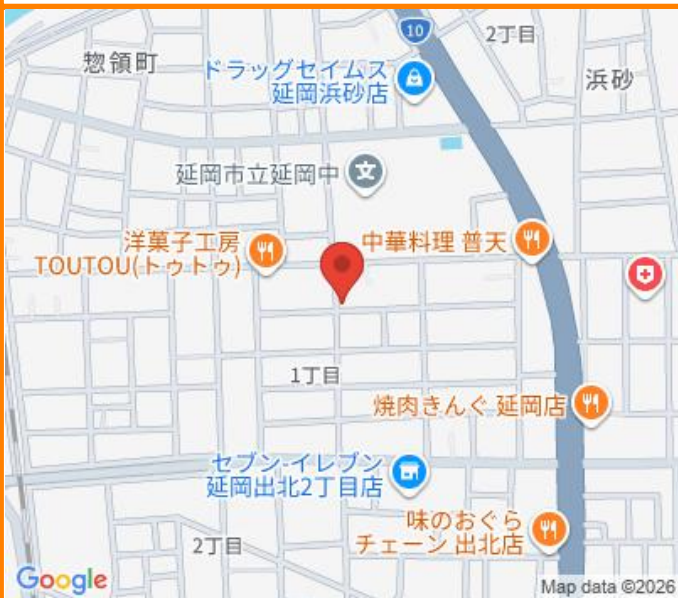 10
2丁目
惣領町
ドラッグセイムス
延岡浜砂店
浜砂
延岡市立延岡中
文
洋菓子工房
TOUTOU(トゥトゥ)
中華料理 普天
1丁目
焼肉きんぐ 延岡店
セブン-イレブン
延岡出北2丁目店
味のおぐら
チェーン 出北店
2丁目
Google
Map data ©2026